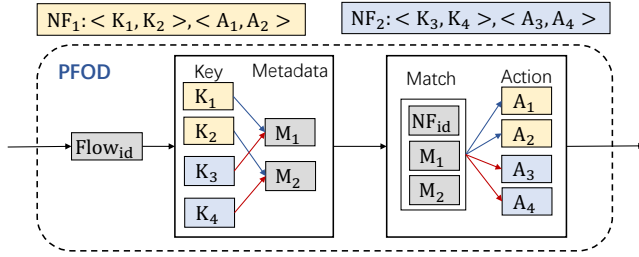 NF₁: < K₁, K₂ >, < A₁, A₂ >
NF₂: < K₃, K₄ >, < A₃, A₄ >
PFOD
Flow_id
Key
Metadata
K₁
K₂
K₃
K₄
M₁
M₂
Match
Action
NF_id
M₁
M₂
A₁
A₂
A₃
A₄